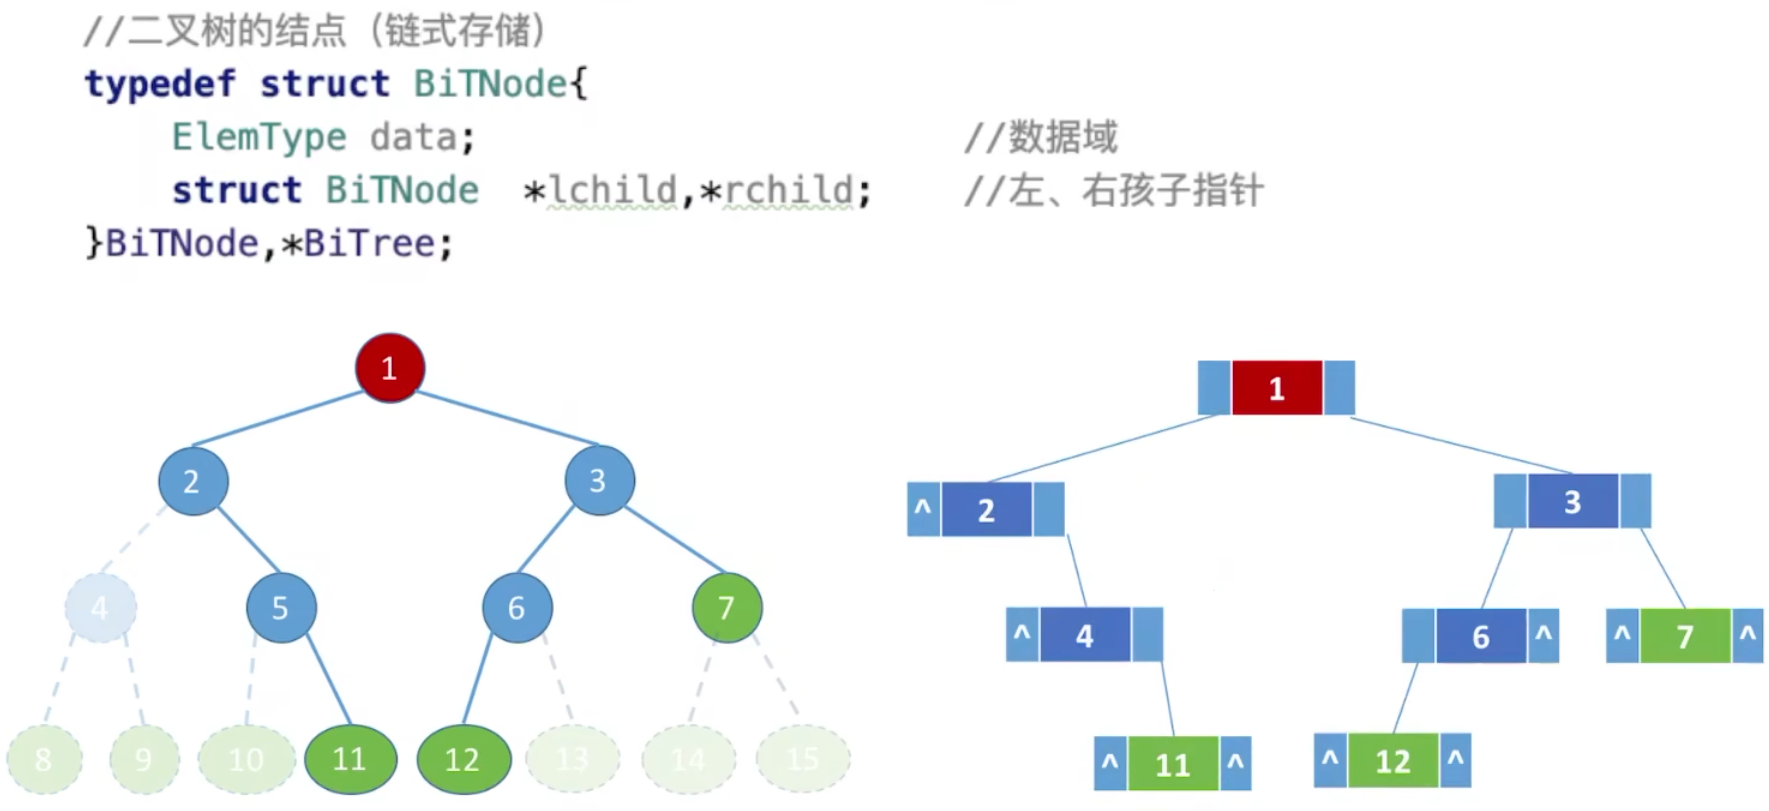 //二叉树的结点（链式存储）
typedef struct BiTNode{
ElemType data; //数据域
struct BiTNode *lchild,*rchild; //左、右孩子指针
}BiTNode,*BiTree;
1
2 3
4 5 6 7
8 9 10 11 12 13 14 15
1
^ 2 3
^ 4 6 ^ ^ 7 ^
^ 11 ^ ^ 12 ^